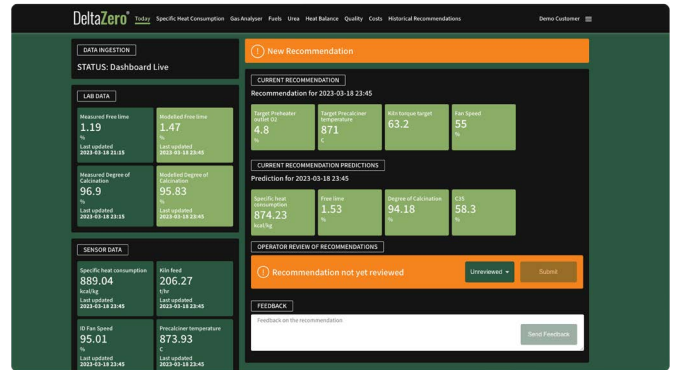 DeltaZero Today Specific Heat Consumption Gas Analyser Fuels Urea Heat Balance Quality Costs Historical Recommendations Demo Customer
DATA INGESTION
STATUS: Dashboard
Live
LAB DATA
Measured Free lime
1.19
%
Last updated
2023-03-18 21:15
Modelled Free lime
1.47
%
Last updated
2023-03-18 23:45
Measured Degree of
Calcination
96.9
%
Last updated
2023-03-18 23:15
Modelled Degree of
Calcination
95.83
%
Last updated
2023-03-18 23:45
SENSOR DATA
Specific heat consumption
889.04
kcal/kg
Last updated
2023-03-18 23:45
Kiln feed
206.27
t/hr
Last updated
2023-03-18 23:45
ID Fan Speed
95.01
%
Last updated
2023-03-18 23:45
Precalciner temperature
873.93
C
Last updated
2023-03-18 23:45
New Recommendation
CURRENT RECOMMENDATION
Recommendation for 2023-03-18 23:45
Target Preheater
outlet O2
4.8
%
Target Precalciner
temperature
871
C
Kiln torque target
63.2
Fan Speed
55
%
CURRENT RECOMMENDATION PREDICTIONS
Prediction for 2023-03-18 23:45
Specific heat
consumption
874.23
kcal/kg
Free lime
1.53
%
Degree of Calcination
94.18
%
C3S
58.3
%
OPERATOR REVIEW OF RECOMMENDATIONS
Recommendation not yet reviewed
Unreviewed
Submit
FEEDBACK
Feedback on the recommendation
Send Feedback